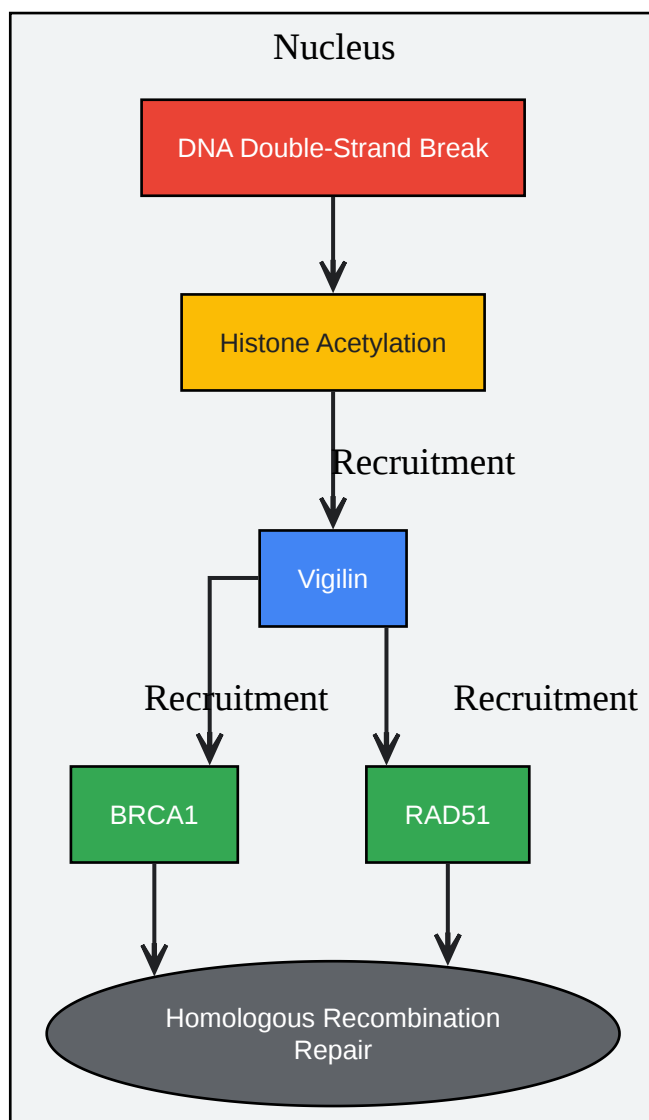 Nucleus
DNA Double-Strand Break
Histone Acetylation
Recruitment
Vigilin
Recruitment
Recruitment
BRCA1
RAD51
Homologous Recombination
Repair